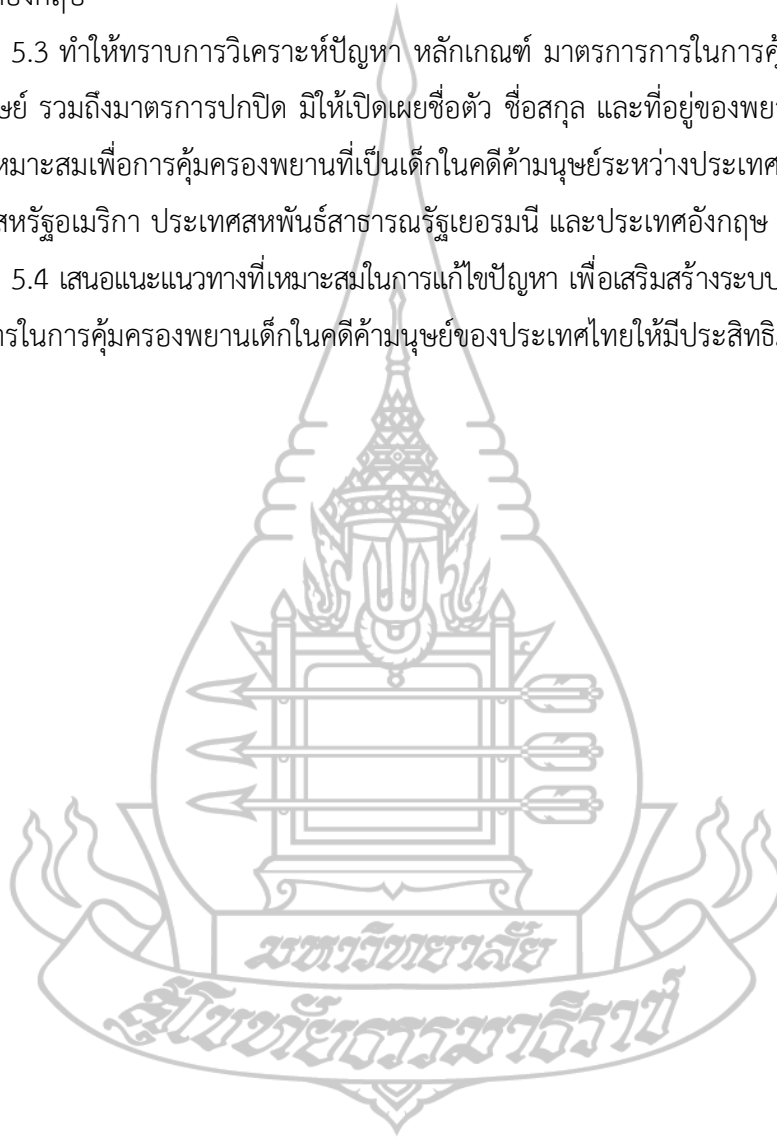 5.3 ทำให้ทราบการวิเคราะห์ปัญหา หลักเกณฑ์ มาตรการการในการคุ้
ษย์ รวมถึงมาตรการปกปิด มิให้เปิดเผยชื่อตัว ชื่อสกุล และที่อยู่ของพยา
หมาะสมเพื่อการคุ้มครองพยานที่เป็นเด็กในคดีค้ามนุษย์ระหว่างประเทศ
สหรัฐอเมริกา ประเทศสหพันธ์สาธารณรัฐเยอรมนี และประเทศอังกฤษ
5.4 เสนอแนะแนวทางที่เหมาะสมในการแก้ไขปัญหา เพื่อเสริมสร้างระบบ
ารในการคุ้มครองพยานเด็กในคดีค้ามนุษย์ของประเทศไทยให้มีประสิทธิ
มหาวิทยาลัย
สุโขทัยธรรมาธิราช